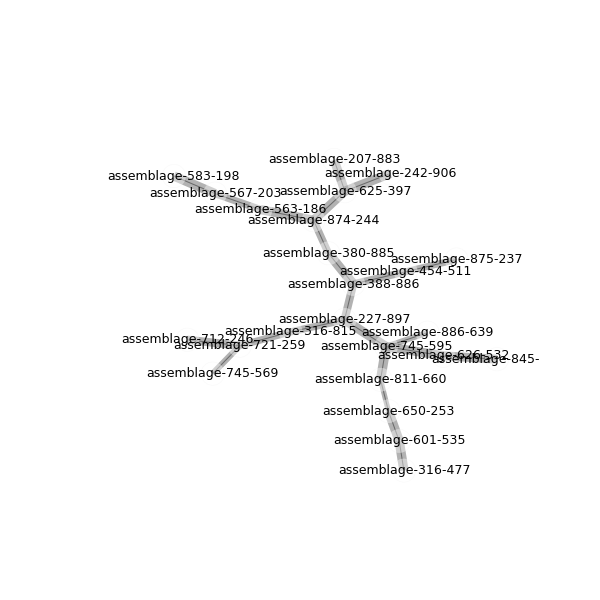 assemblage-207-883
assemblage-242-906
assemblage-583-198
assemblage-625-397
assemblage-567-203
assemblage-563-186
assemblage-874-244
assemblage-380-885
assemblage-875-237
assemblage-454-511
assemblage-388-886
assemblage-227-897
assemblage-316-815
assemblage-886-639
assemblage-712-246
assemblage-721-259
assemblage-745-595
assemblage-626-532
assemblage-845-
assemblage-745-569
assemblage-811-660
assemblage-650-253
assemblage-601-535
assemblage-316-477